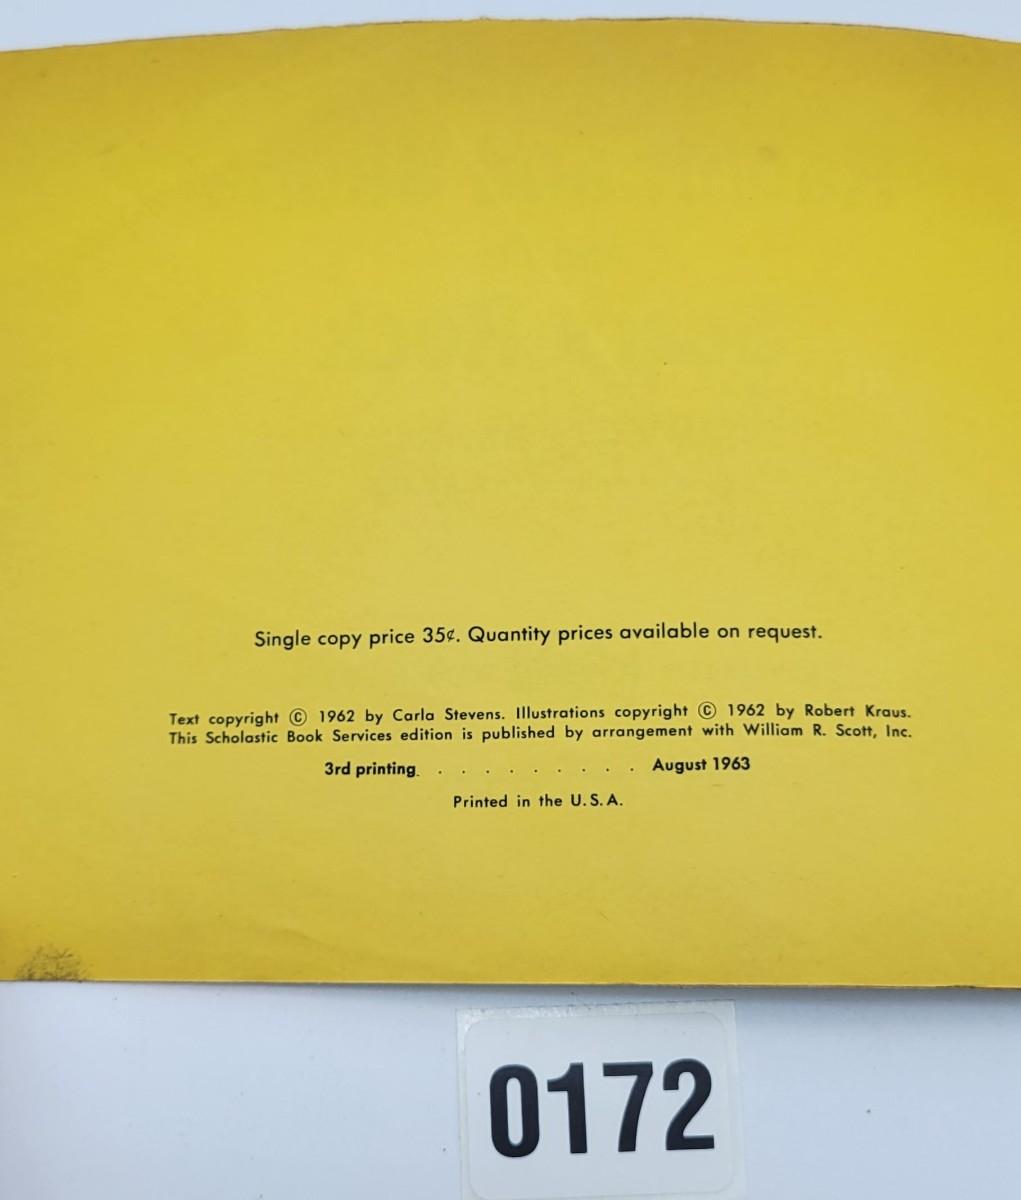 Single copy price 35¢. Quantity prices available on request.
Text copyright © 1962 by Carla Stevens. Illustrations copyright © 1962 by Robert Kraus.
This Scholastic Book Services edition is published by arrangement with William R. Scott, Inc.
3rd printing. . . . . . . . . . August 1963
Printed in the U.S.A.
0172